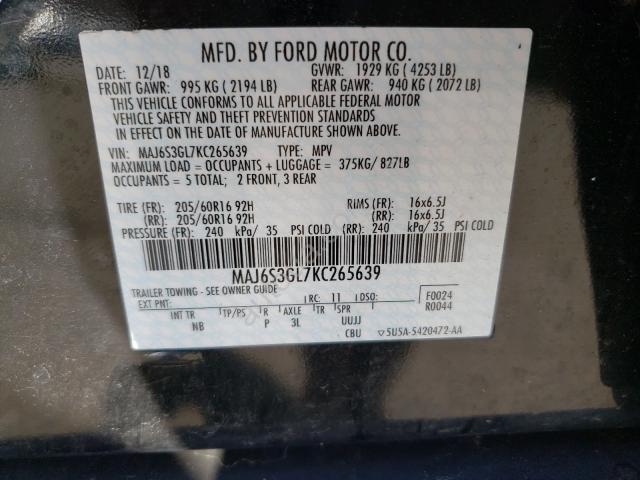 MFD. BY FORD MOTOR CO.
DATE: 12/18 GVWR: 1929 KG ( 4253 LB)
FRONT GAWR: 995 KG ( 2194 LB) REAR GAWR: 940 KG ( 2072 LB)
THIS VEHICLE CONFORMS TO ALL APPLICABLE FEDERAL MOTOR
VEHICLE SAFETY AND THEFT PREVENTION STANDARDS
IN EFFECT ON THE DATE OF MANUFACTURE SHOWN ABOVE.
VIN: MAJ6S3GL7KC265639 TYPE: MPV
MAXIMUM LOAD = OCCUPANTS + LUGGAGE = 375KG/ 827LB
OCCUPANTS = 5 TOTAL; 2 FRONT, 3 REAR
TIRE (FR): 205/60R16 92H RIMS (FR): 16x6.5J
(RR): 205/60R16 92H (RR): 16x6.5J
PRESSURE (FR): 240 kPa/ 35 PSI COLD (RR): 240 kPa/ 35 PSI COLD
MAJ6S3GL7KC265639
TRAILER TOWING - SEE OWNER GUIDE
EXT PNT: RC: 11 DSO: F0024
R0044
INT TR TP/PS R AXLE TR SPR
NB P 3L UUJJ
CBU ▽5U5A-5420472-AA